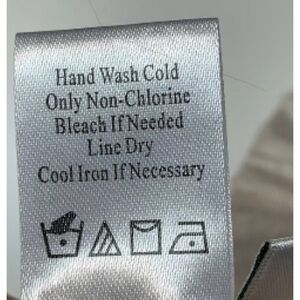 Hand Wash Cold
Only Non-Chlorine
Bleach If Needed
Line Dry
Cool Iron If Necessary